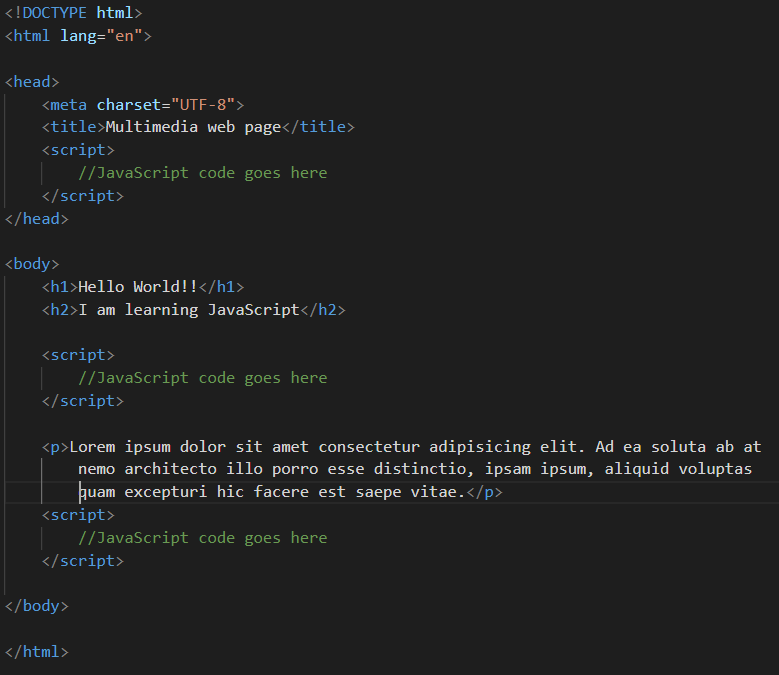 <!DOCTYPE html>
<html lang="en">
<head>
<meta charset="UTF-8">
<title>Multimedia web page</title>
<script>
//JavaScript code goes here
</script>
</head>
<body>
<h1>Hello World!!</h1>
<h2>I am learning JavaScript</h2>
<script>
//JavaScript code goes here
</script>
<p>Lorem ipsum dolor sit amet consectetur adipisicing elit. Ad ea soluta ab at
nemo architecto illo porro esse distinctio, ipsam ipsum, aliquid voluptas
quam excepturi hic facere est saepe vitae.</p>
<script>
//JavaScript code goes here
</script>
</body>
</html>